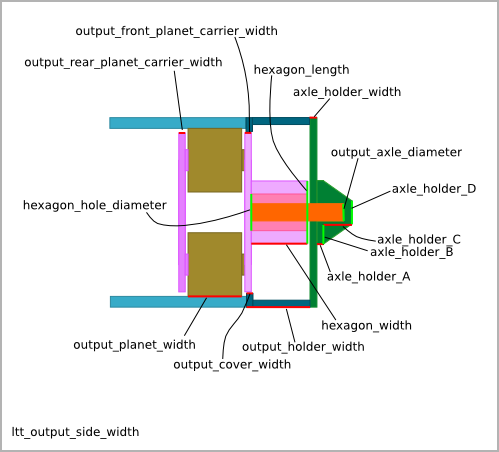 output_front_planet_carrier_width
output_rear_planet_carrier_width
hexagon_length
axle_holder_width
output_axle_diameter
axle_holder_D
hexagon_hole_diameter
axle_holder_C
axle_holder_B
axle_holder_A
hexagon_width
output_planet_width
output_holder_width
output_cover_width
ltt_output_side_width